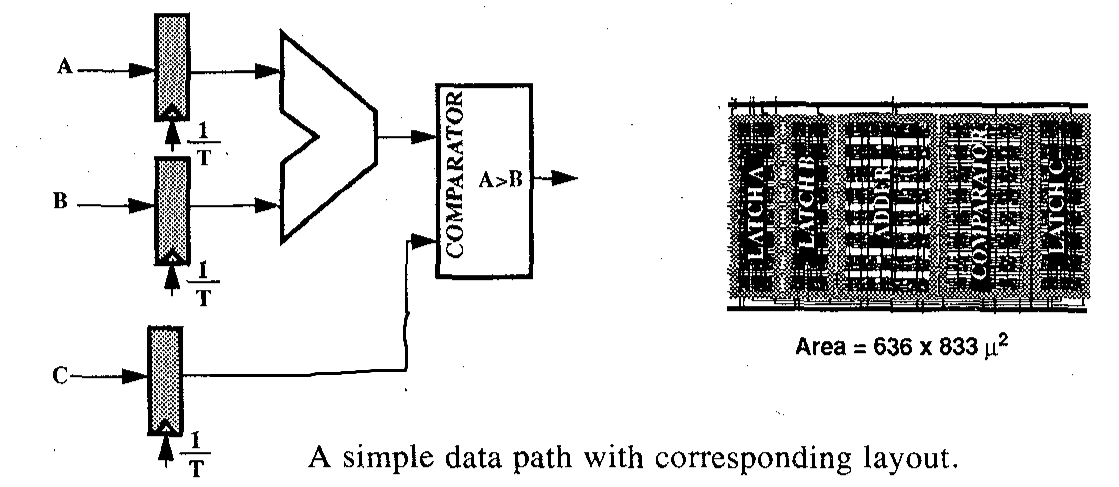 A
1
T
B
1
T
C
1
T
COMPARATOR
A>B
LATCH A
LATCH B
ADDER
COMPARATOR
LATCH C
Area = 636 x 833 μ²
A simple data path with corresponding layout.